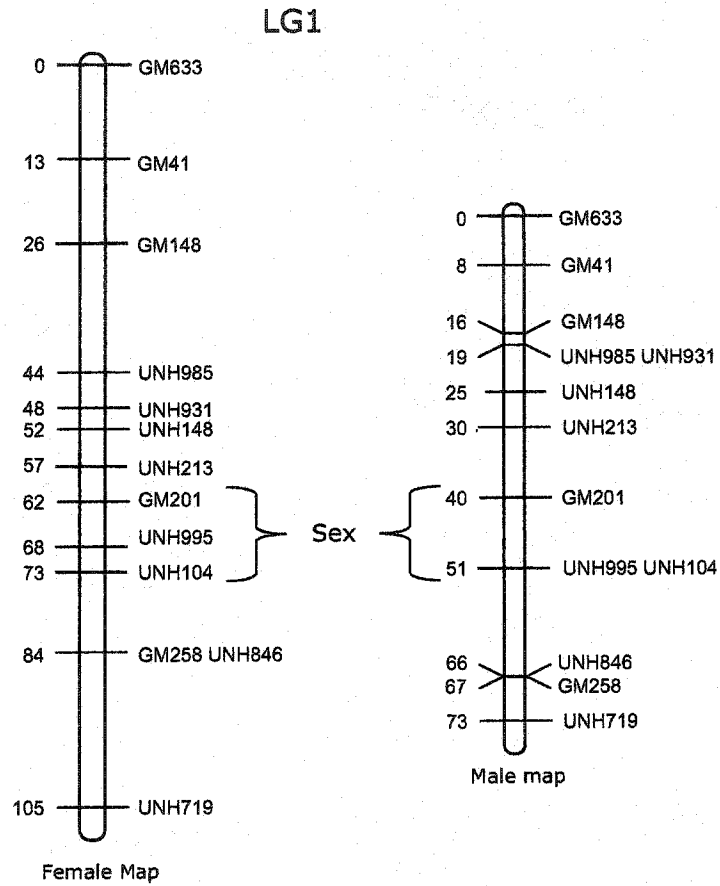 LG1
0 GM633
13 GM41
26 GM148
44 UNH985
48 UNH931
52 UNH148
57 UNH213
62 GM201
68 UNH995
73 UNH104
84 GM258 UNH846
105 UNH719
Female Map
Sex
0 GM633
8 GM41
16 GM148
19 UNH985 UNH931
25 UNH148
30 UNH213
40 GM201
51 UNH995 UNH104
66 UNH846
67 GM258
73 UNH719
Male map